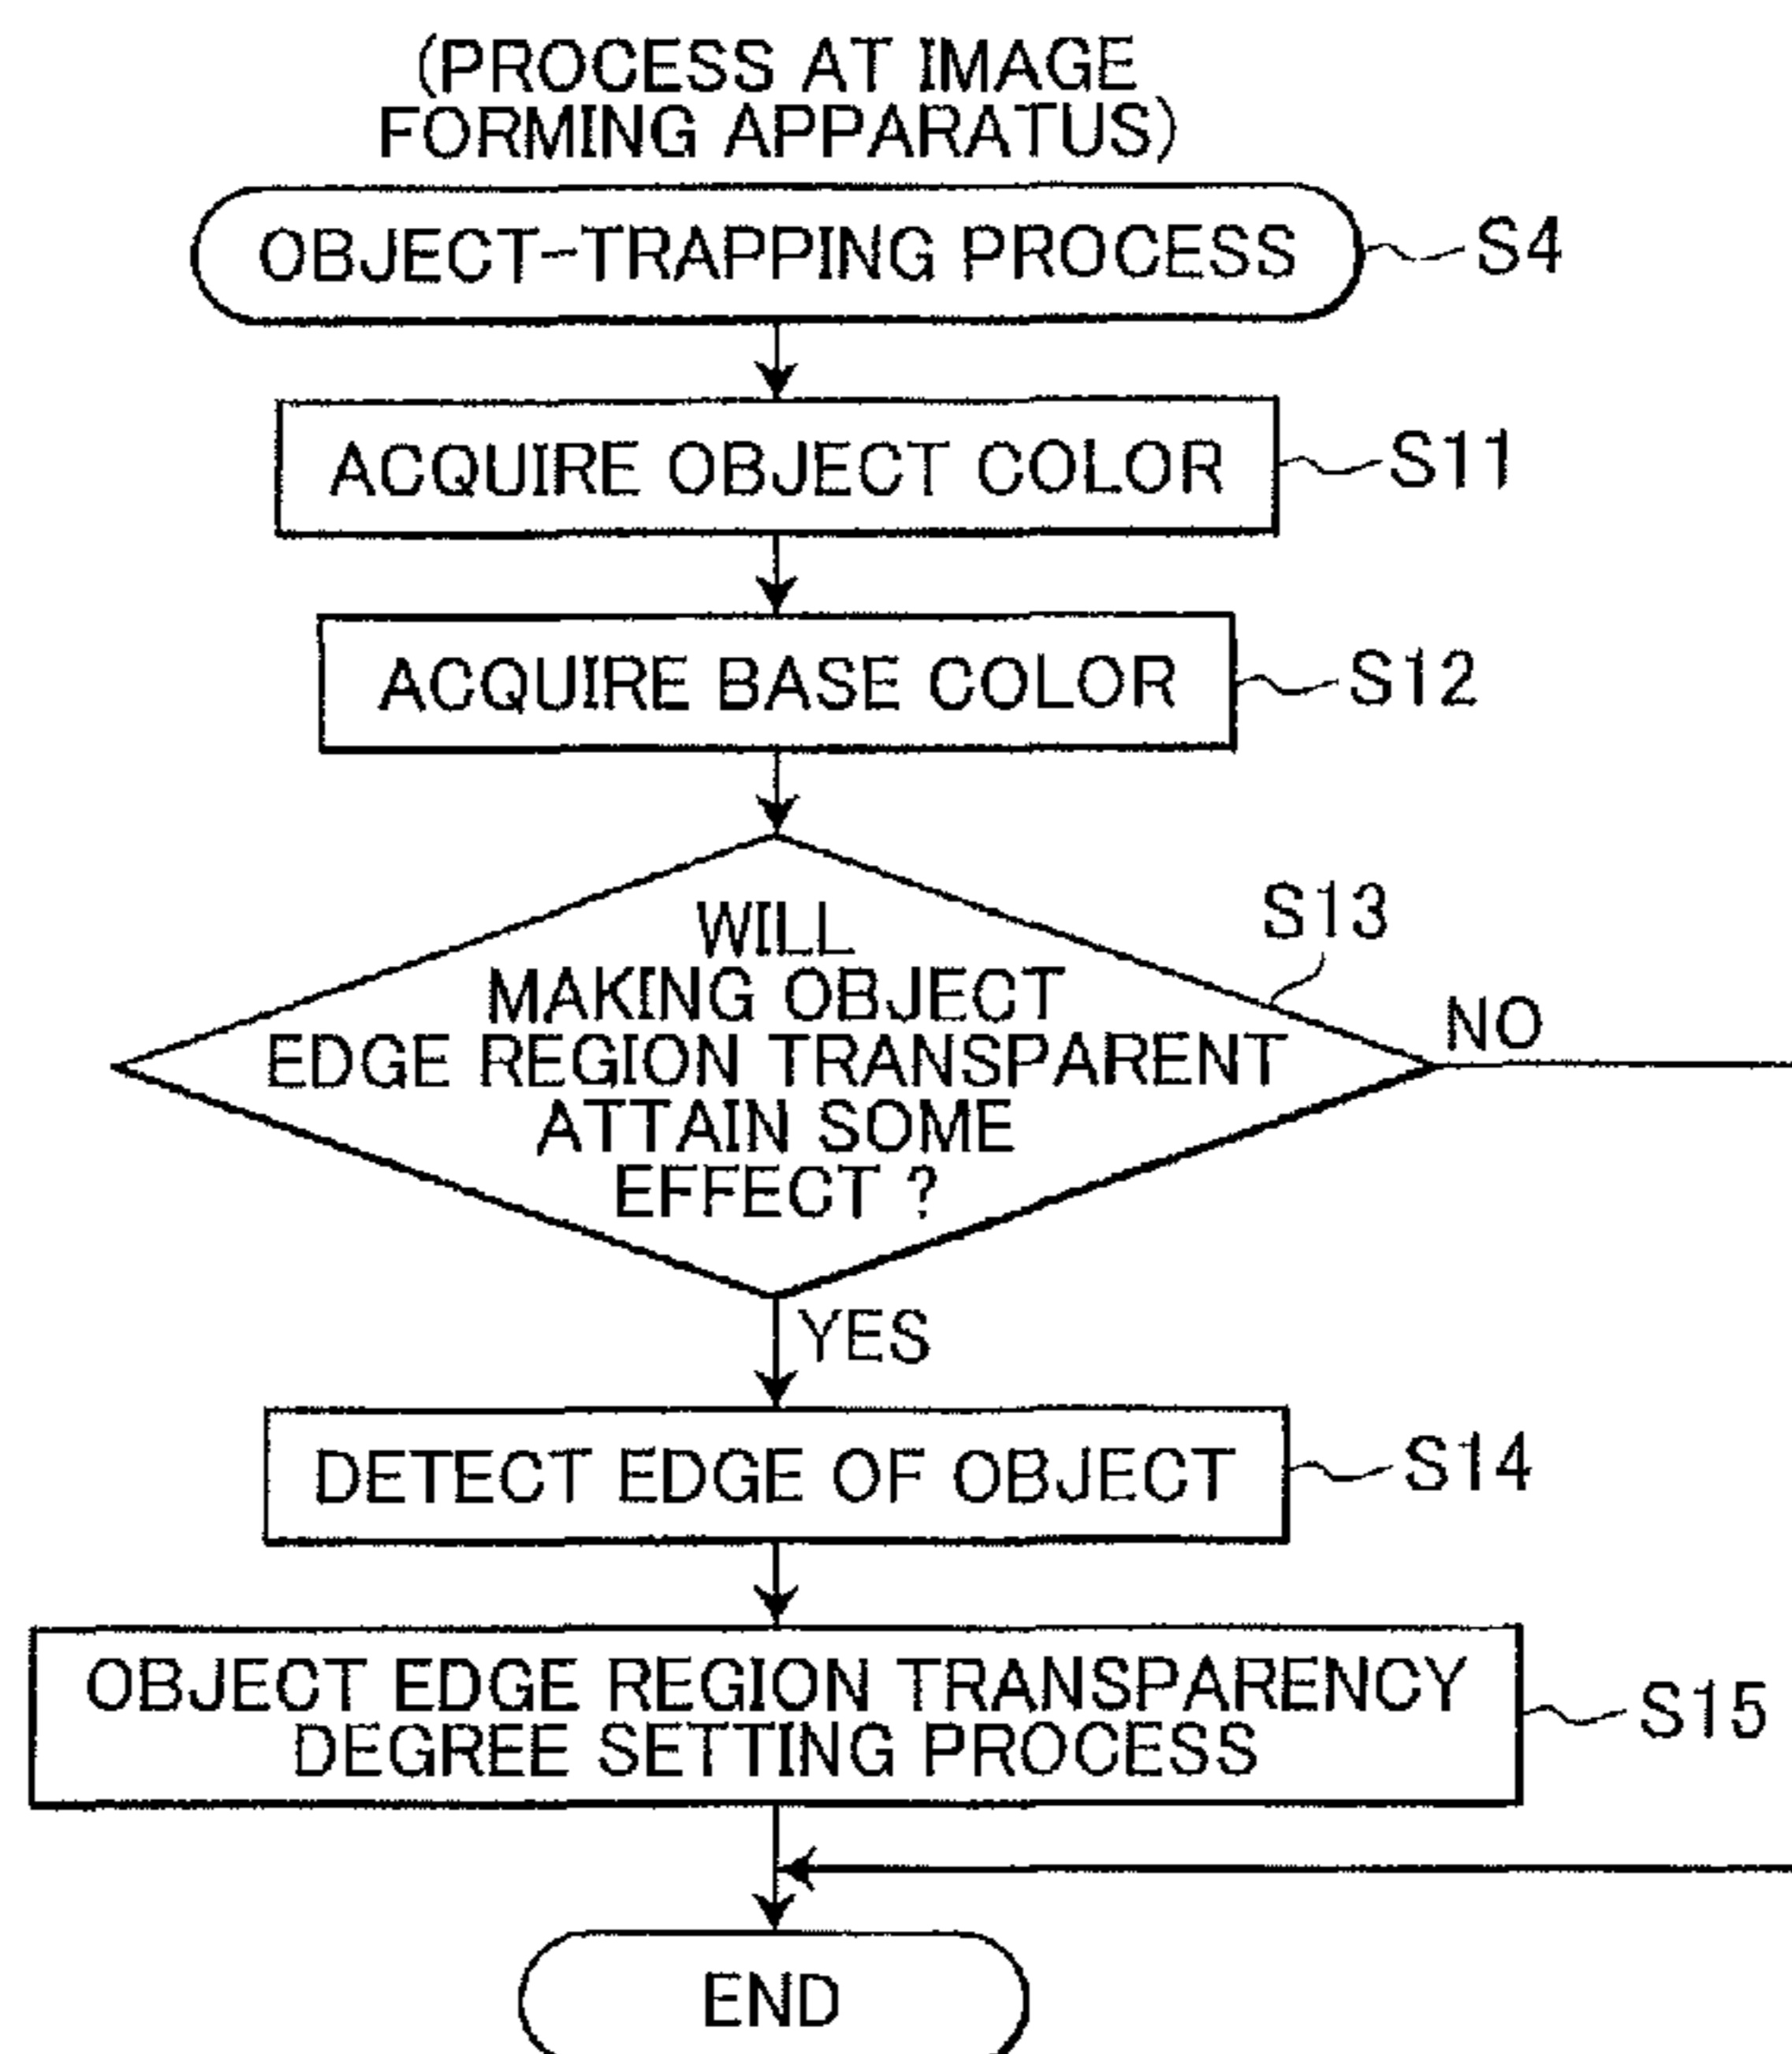 (PROCESS AT IMAGE
FORMING APPARATUS)
OBJECT-TRAPPING PROCESS
S4
ACQUIRE OBJECT COLOR
S11
ACQUIRE BASE COLOR
S12
WILL
MAKING OBJECT
EDGE REGION TRANSPARENT
ATTAIN SOME
EFFECT ?
S13
NO
YES
DETECT EDGE OF OBJECT
S14
OBJECT EDGE REGION TRANSPARENCY
DEGREE SETTING PROCESS
S15
END